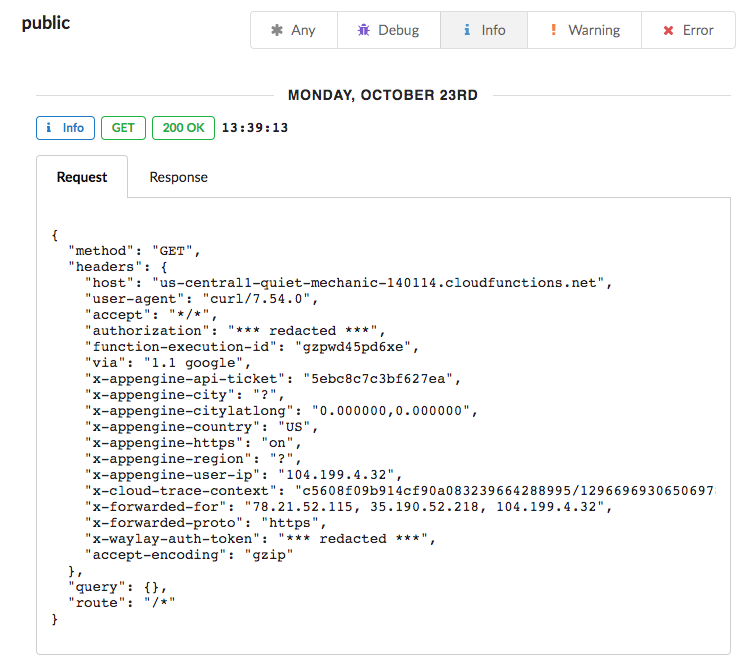 public
Any Debug Info Warning Error
MONDAY, OCTOBER 23RD
Info GET 200 OK 13:39:13
Request Response
{
"method": "GET",
"headers": {
"host": "us-central1-quiet-mechanic-140114.cloudfunctions.net",
"user-agent": "curl/7.54.0",
"accept": "*/*",
"authorization": "*** redacted ***",
"function-execution-id": "gzpwd45pd6xe",
"via": "1.1 google",
"x-appengine-api-ticket": "5ebc8c7c3bf627ea",
"x-appengine-city": "?",
"x-appengine-citylatlong": "0.000000,0.000000",
"x-appengine-country": "US",
"x-appengine-https": "on",
"x-appengine-region": "?",
"x-appengine-user-ip": "104.199.4.32",
"x-cloud-trace-context": "c5608f09b914cf90a083239664288995/1296696930650697
"x-forwarded-for": "78.21.52.115, 35.190.52.218, 104.199.4.32",
"x-forwarded-proto": "https",
"x-waylay-auth-token": "*** redacted ***",
"accept-encoding": "gzip"
},
"query": {},
"route": "/*"
}